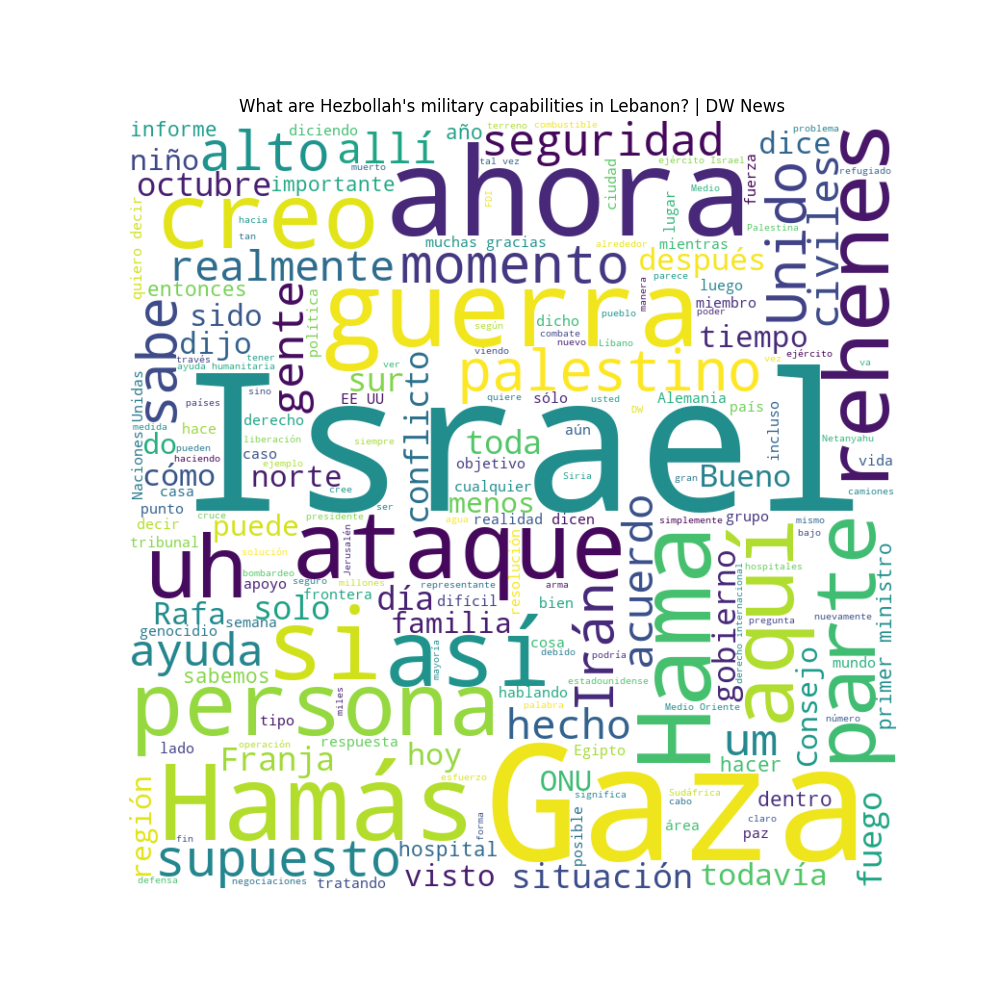 What are Hezbollah's military capabilities in Lebanon? | DW News
informe
diciendo
año
terreno
combustible
problema
niño
alto
allí
seguridad
dice
muerto
tal vez
ejército Israel
refugiado
octubre
importante
ahora
FDI
ciudad
Medio
fuerza
Unido
civiles
rehenes
quiero decir
creo
hacia
tan
lugar
Palestina
muchas gracias
alrededor
mientras
realmente
momento
después
parece
manera
luego
entonces
gente
política
guerra
miembro
poder
sabe
sido
según
dicho
pueblo
combate
nuevo
Líbano
tiempo
dijo
través
tener
ayuda humanitaria
ver
viendo
palestino
vez
ejército
va
Naciones Unidas
sino
sur
EE UU
conflicto
quiere
sólo
usted
Alemania
país
incluso
medida
países
Israel
DW
hace
derecho
do
pueden
liberación
siempre
toda
aún
Netanyahu
haciendo
caso
cómo
ejemplo
objetivo
vida
casa
norte
cree
cualquier
Siria
gran
Bueno
camiones
punto
cruce
ser
menos
decir
puede
presidente
agua
realidad
dicen
acuerdo
simplemente
grupo
mismo
tribunal
uh
solución
Jerusalén
ataque
resolución
Hama
gobierno
aquí
bajo
parte
bombardeo
apoyo
seguro
millones
representante
arma
hospitales
primer ministro
frontera
día
difícil
bien
Iráne
derecho internacional
Rafa
solo
pregunta
nuevamente
genocidio
semana
familia
si
así
cosa
debido
podría
ayuda
mayoría
Consejo
mundo
sabemos
estadounidense
persona
miles
hablando
palabra
Medio Oriente
número
tipo
hecho
um
lado
operación
respuesta
Franja
hoy
Egipto
hacer
región
Hamás
esfuerzo
Gaza
ONU
significa
Sudáfrica
cabo
dentro
fuego
forma
posible
área
paz
claro
fin
supuesto
hospital
defensa
negociaciones
tratando
visto
situación
todavía